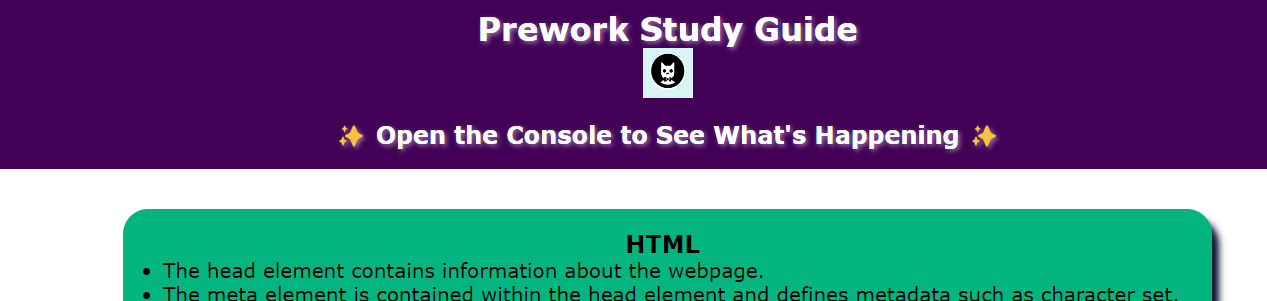 Prework Study Guide
✨ Open the Console to See What's Happening ✨
HTML
• The head element contains information about the webpage.
• The meta element is contained within the head element and defines metadata such as character set.